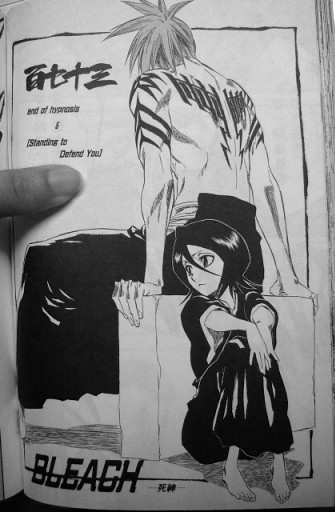 百七十三
end of hypnosis
5
[Standing to
Defend You]
BLEACH
—死神—